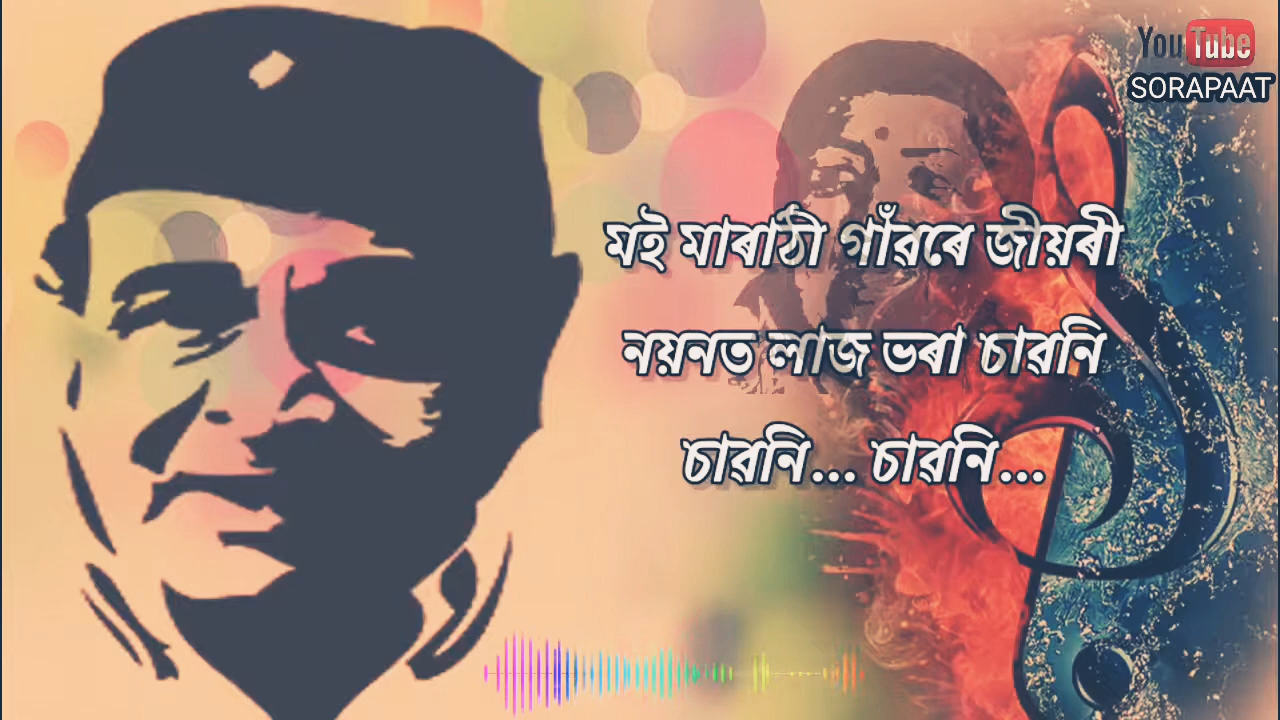 YouTube
SORAPAAT
মই মাৰাঠী গাঁৱৰে জীয়ৰী
নয়নত লাজ ভৰা চাৱনি
চাৱনি... চাৱনি...